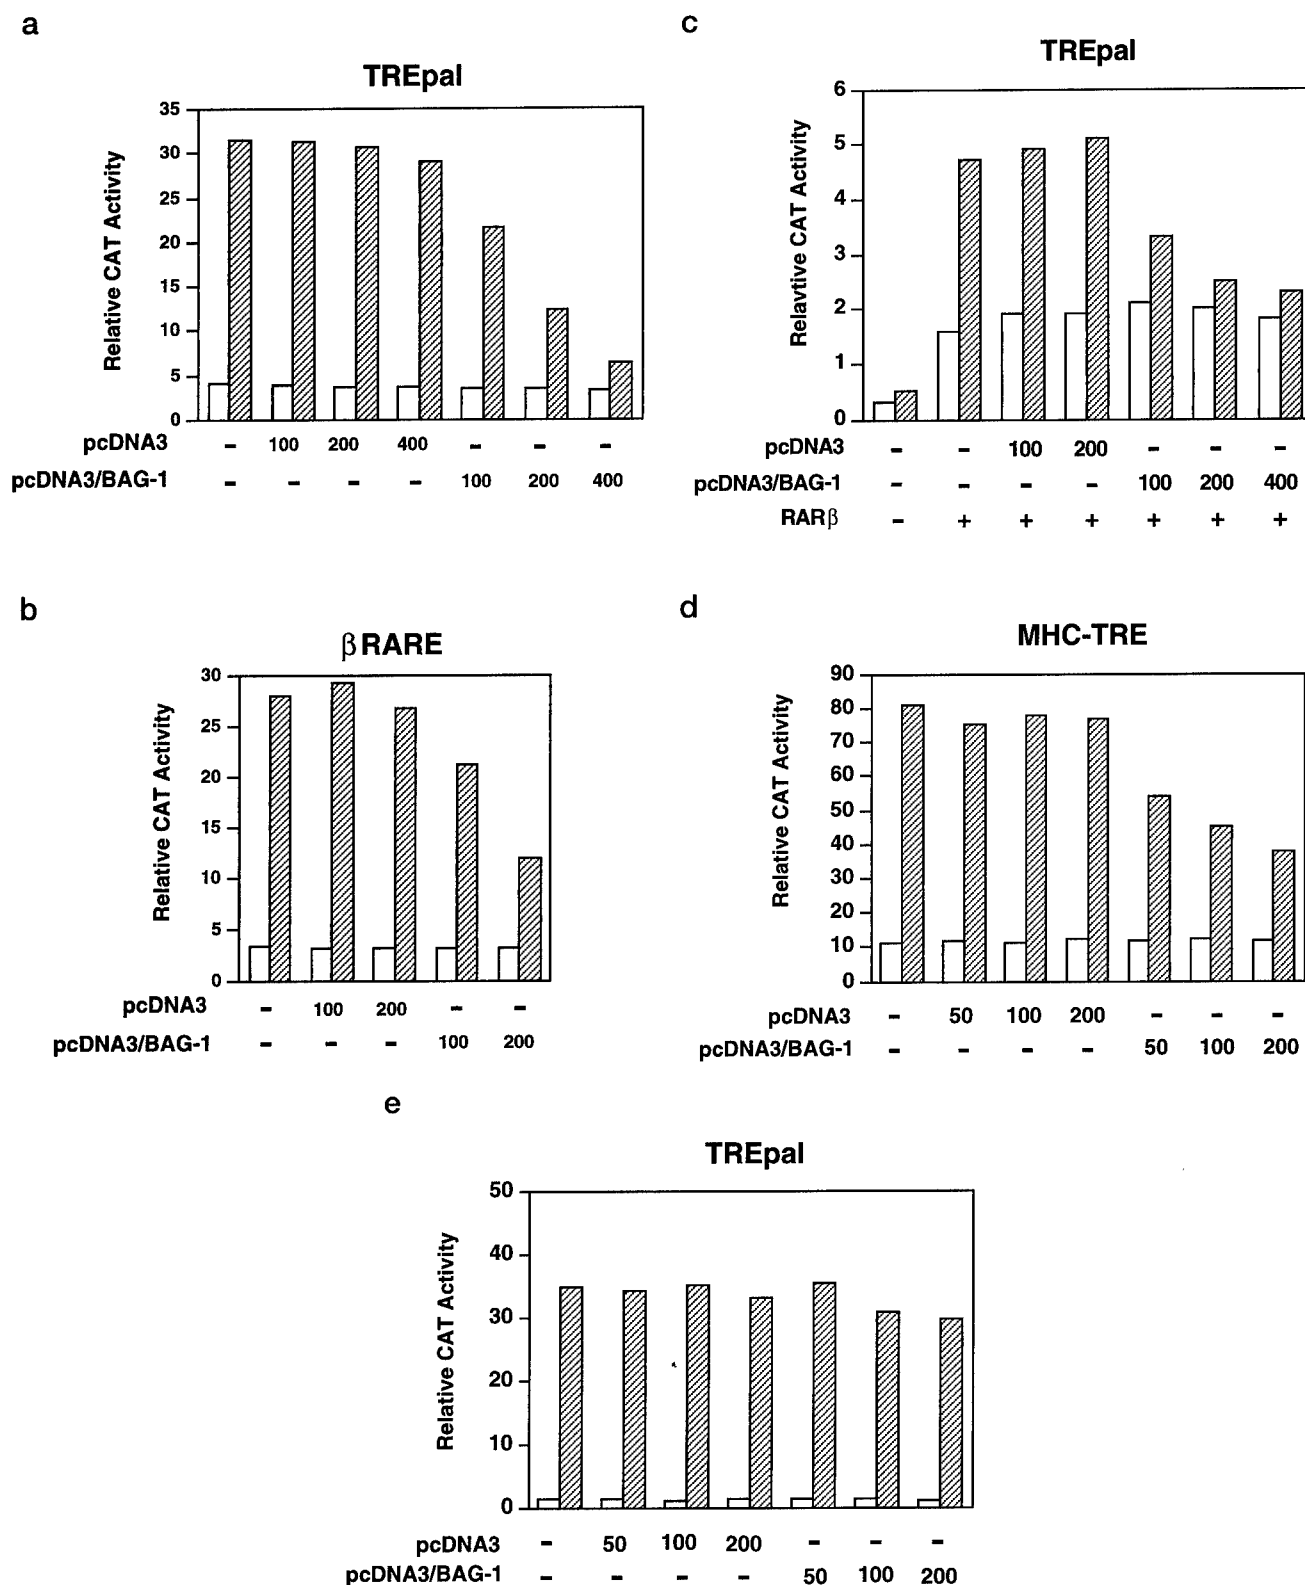 a
TREpal
Relative CAT Activity
35
30
25
20
15
10
5
0
pcDNA3 - 100 200 400 - - -
pcDNA3/BAG-1 - - - - 100 200 400
c
TREpal
Relavtive CAT Activity
6
5
4
3
2
1
0
pcDNA3 - - 100 200 - - -
pcDNA3/BAG-1 - - - - 100 200 400
RARβ - + + + + + +
b
βRARE
Relative CAT Activity
30
25
20
15
10
5
0
pcDNA3 - 100 200 - -
pcDNA3/BAG-1 - - - 100 200
d
MHC-TRE
Relative CAT Activity
90
80
70
60
50
40
30
20
10
0
pcDNA3 - 50 100 200 - - -
pcDNA3/BAG-1 - - - - 50 100 200
e
TREpal
Relative CAT Activity
50
40
30
20
10
0
pcDNA3 - 50 100 200 - - -
pcDNA3/BAG-1 - - - - 50 100 200